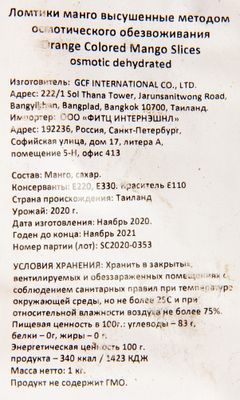 Ломтики манго высушенные методом
осмотического обезвоживания
Orange Colored Mango Slices
osmotic dehydrated
Изготовитель: GCF INTERNATIONAL CO., LTD.
Адрес: 222/1 Sol Thana Tower, Jarunsanitwong Road,
Bangyilhan, Bangplad, Bangkok 10700, Таиланд.
Импортер: ООО «ФИТЦ ИНТЕРНЭШНЛ»
Адрес: 192236, Россия, Санкт-Петербург,
Софийская улица, дом 17, литера А,
помещение 5-Н, офис 413
Состав: Манго, сахар.
Консерванты: Е220, Е330. Краситель Е110
Страна происхождения: Таиланд
Урожай: 2020 г.
Дата изготовления: Ноябрь 2020.
Годен до конца: Ноябрь 2021
Номер партии (лот): SC2020-0353
УСЛОВИЯ ХРАНЕНИЯ: Хранить в закрытых,
вентилируемых и обеззараженных помещениях с
соблюдением санитарных правил при температуре
окружающей среды, но не более 25С и при
относительной влажности воздуха не более 75%.
Пищевая ценность в 100г.: углеводы – 83 г,
белки – 0г, жиры – 0 г.
Энергетическая ценность 100 г
продукта – 340 ккал / 1423 КДЖ
Масса нетто: 1 кг.
Продукт не содержит ГМО.